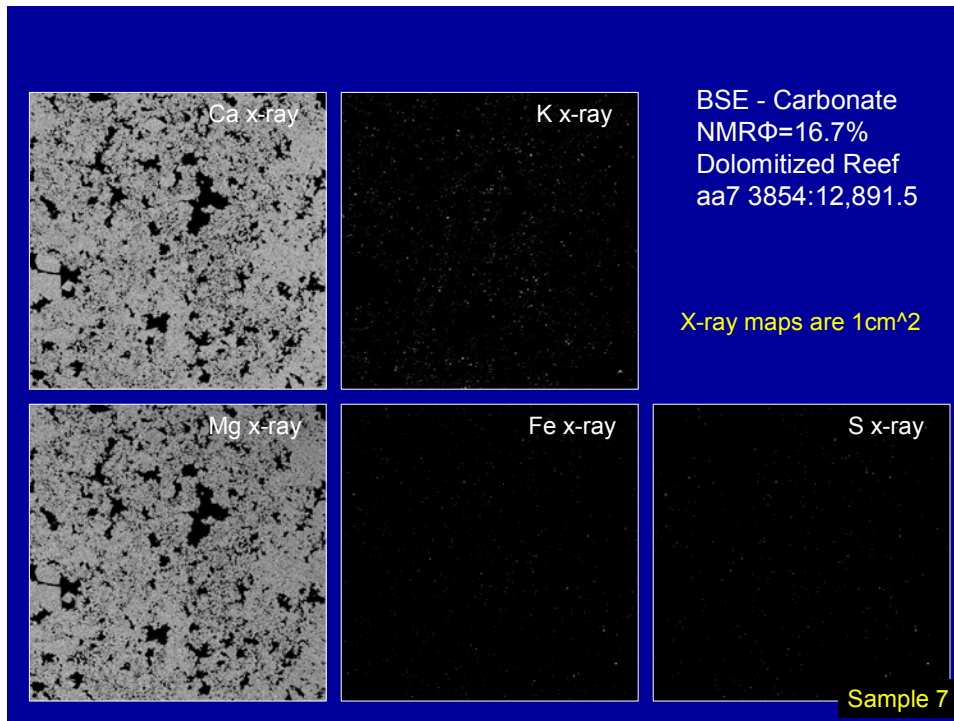 Ca x-ray
K x-ray
BSE - Carbonate
NMRΦ=16.7%
Dolomitized Reef
aa7 3854:12,891.5
X-ray maps are 1cm^2
Mg x-ray
Fe x-ray
S x-ray
Sample 7